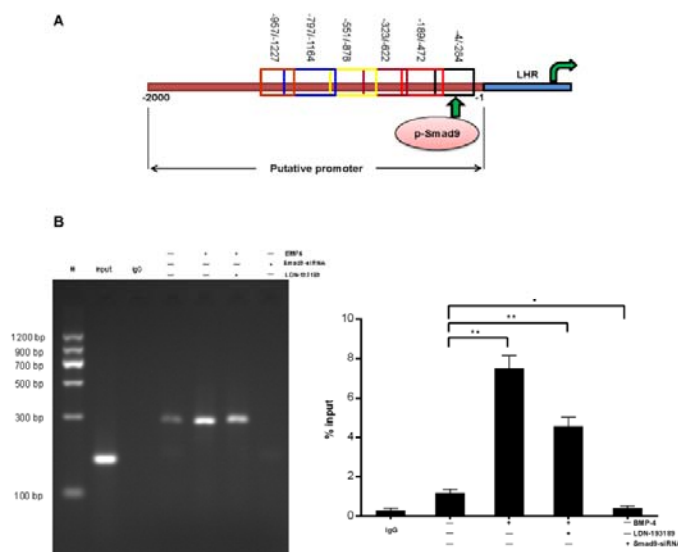 A
-957/-1227
-797/-1164
-551/-878
-323/-622
-189/-472
-4/-284
LHR
-2000
-1
p-Smad9
Putative promoter
B
BMP4
Smad9-siRNA
LDN-193189
M
Input
IgG
— + + —
— — — +
— — + —
1200 bp
900 bp
700 bp
500 bp
300 bp
100 bp
*
**
**
10
8
6
4
2
0
% input
IgG
— + + — BMP-4
— — + — LDN-193189
— — — + Smad9-siRNA